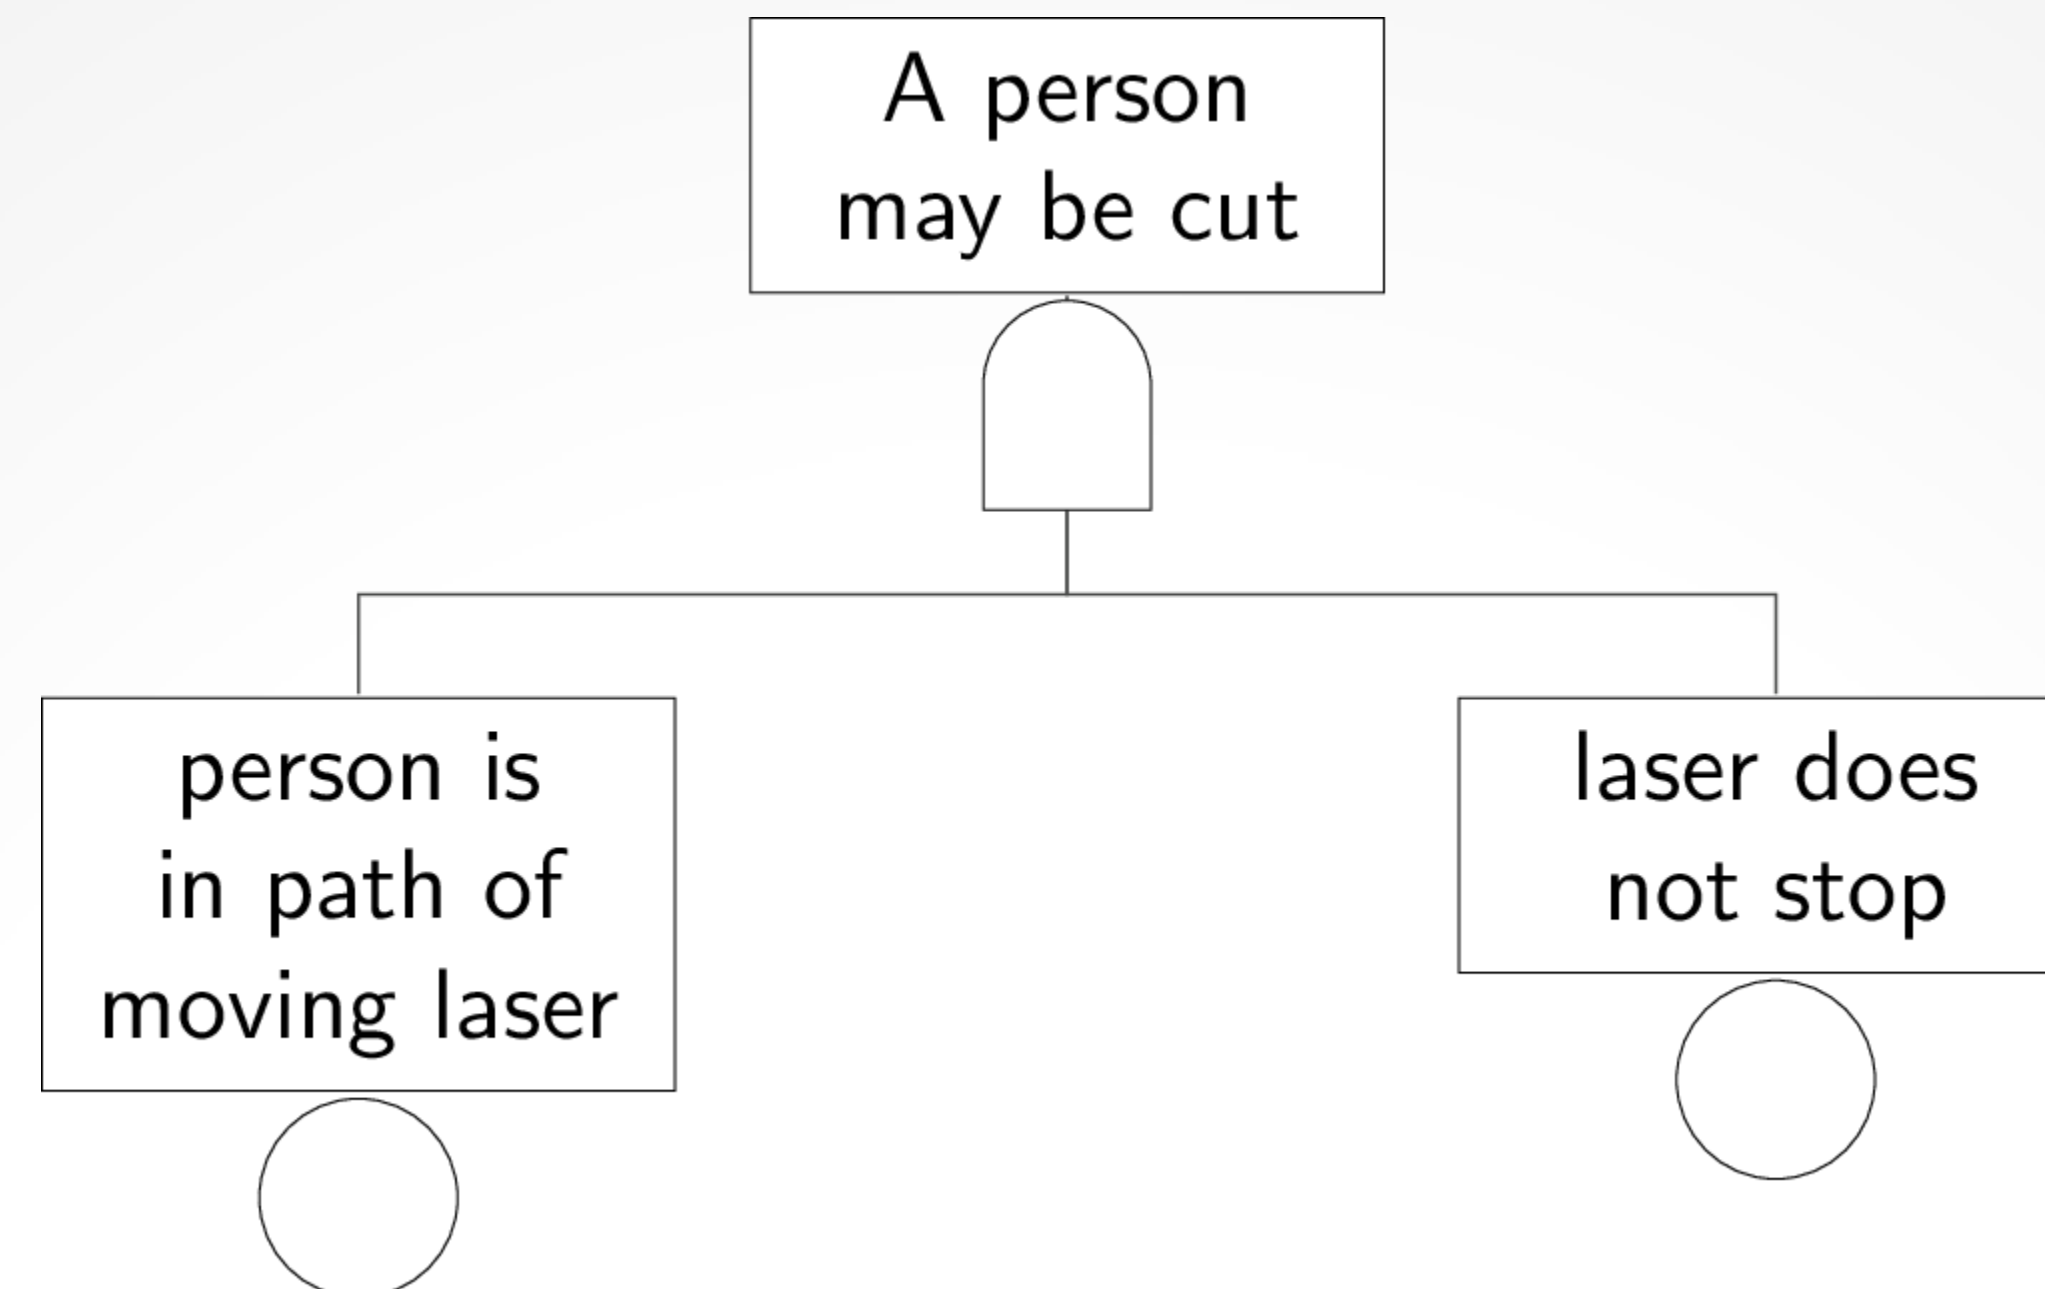 A person
may be cut
person is
in path of
moving laser
laser does
not stop